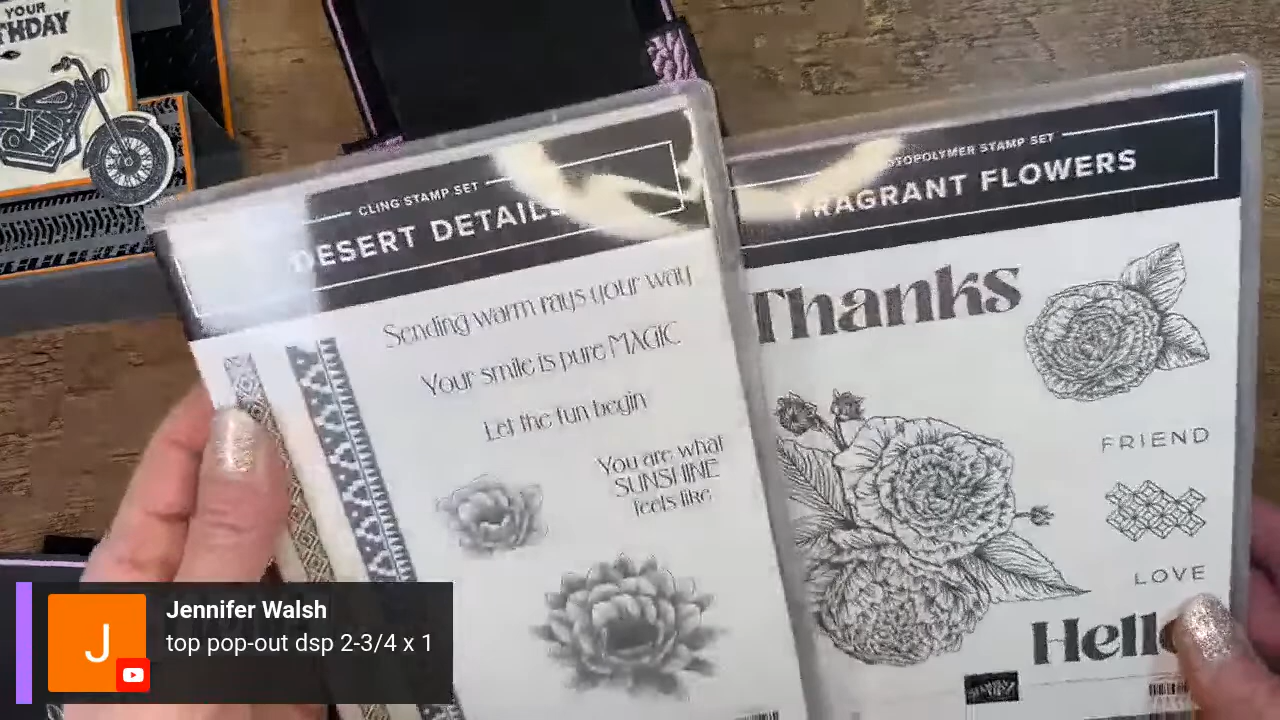 YOUR
CLING STAMP SET
DESERT DETAILS
Sending warm rays your way
Your smile is pure MAGIC
Let the fun begin
You are what
SUNSHINE
feels like
STAMP SET
FRAGRANT FLOWERS
Thanks
FRIEND
LOVE
Hello
Jennifer Walsh
top pop-out dsp 2-3/4 x 1
J